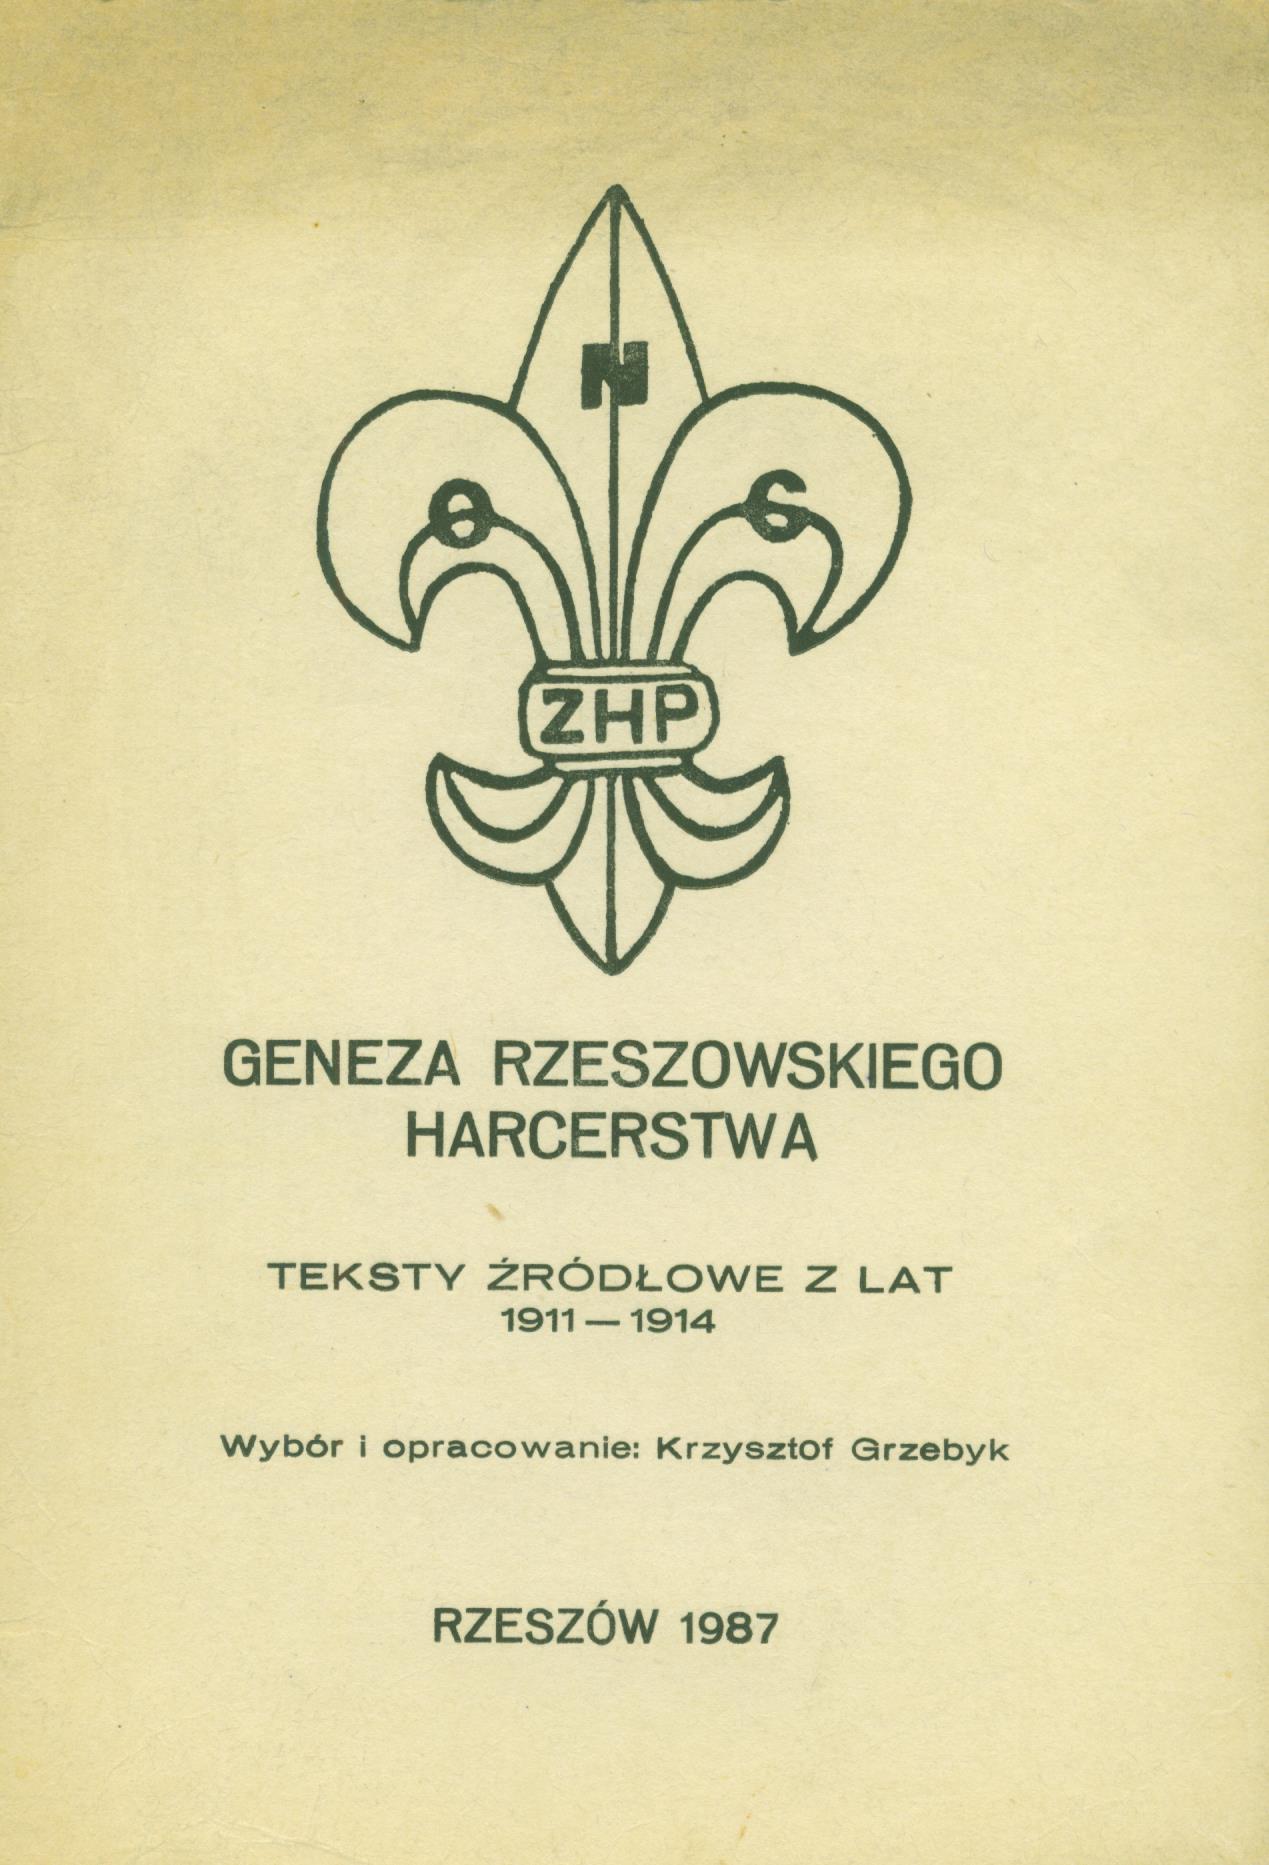 N
O C
ZHP
GENEZA RZESZOWSKIEGO
HARCERSTWA
TEKSTY ŹRÓDŁOWE Z LAT
1911 — 1914
Wybór i opracowanie: Krzysztof Grzebyk
RZESZÓW 1987